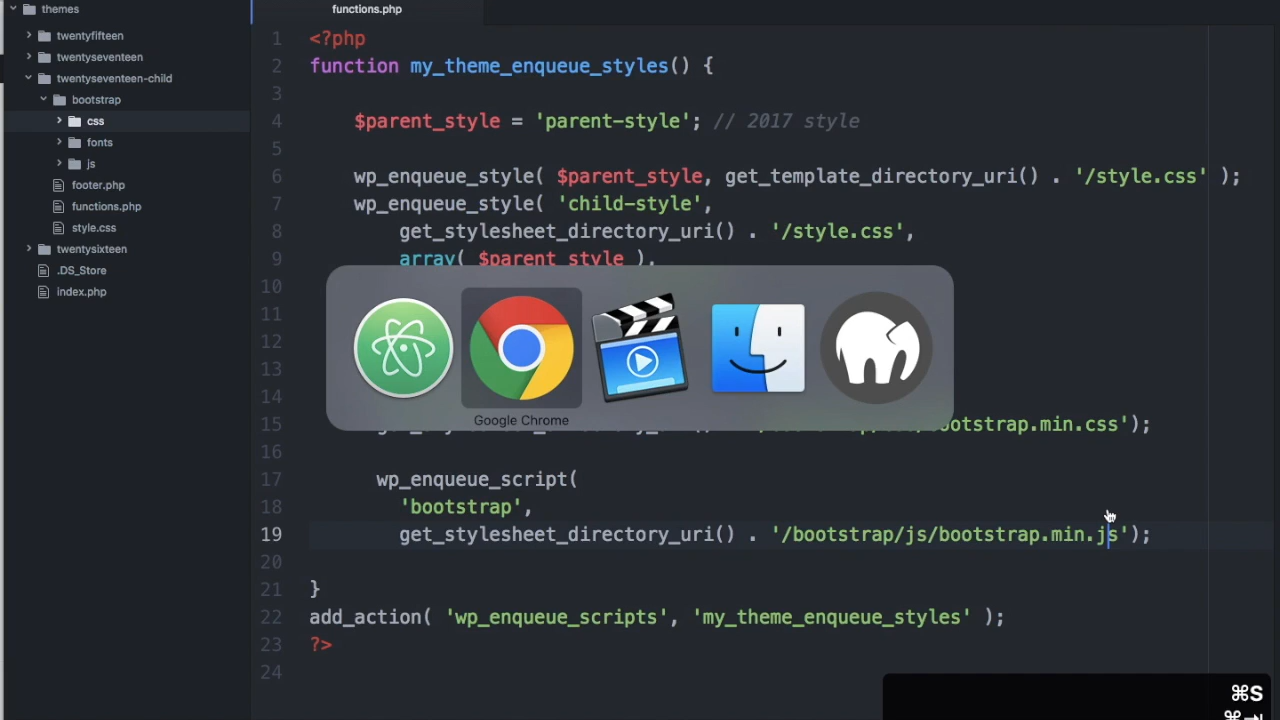 themes
twentyfifteen
twentyseventeen
twentyseventeen-child
bootstrap
css
fonts
js
footer.php
functions.php
style.css
twentysixteen
.DS_Store
index.php
functions.php
1 <?php
2 function my_theme_enqueue_styles() {
3
4 $parent_style = 'parent-style'; // 2017 style
5
6 wp_enqueue_style( $parent_style, get_template_directory_uri() . '/style.css' );
7 wp_enqueue_style( 'child-style',
8 get_stylesheet_directory_uri() . '/style.css',
9 array( $parent_style ),
10
11
12
13
14
Google Chrome
15 bootstrap.min.css');
16
17 wp_enqueue_script(
18 'bootstrap',
19 get_stylesheet_directory_uri() . '/bootstrap/js/bootstrap.min.js');
20
21 }
22 add_action( 'wp_enqueue_scripts', 'my_theme_enqueue_styles' );
23 ?>
24
⌘S